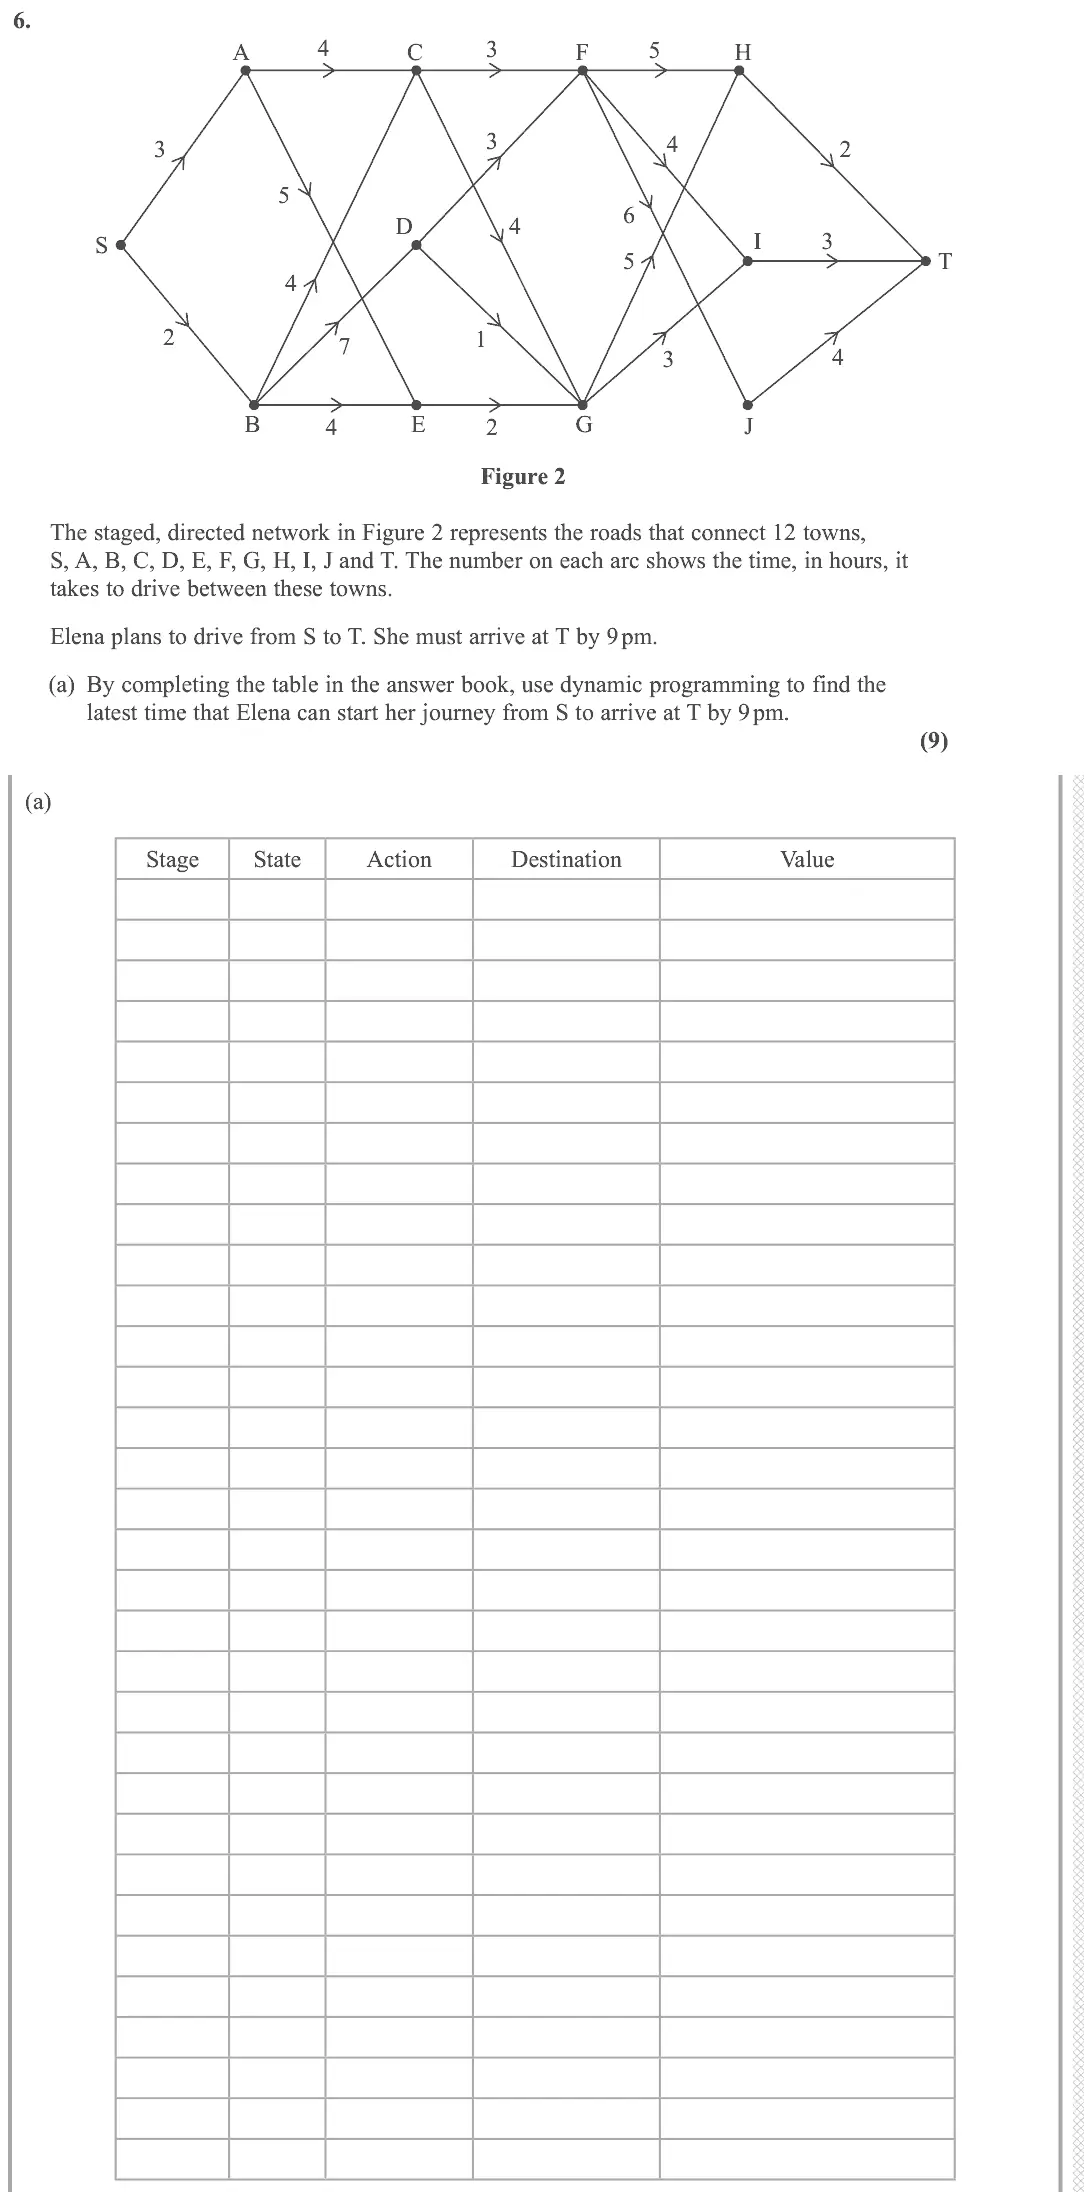 6.
A 4 C 3 F 5 H
3 3 4 2
5 D 4 6 I 3
S T
4 5
2 7 1 3 4
B 4 E 2 G J
Figure 2
The staged, directed network in Figure 2 represents the roads that connect 12 towns,
S, A, B, C, D, E, F, G, H, I, J and T. The number on each arc shows the time, in hours, it
takes to drive between these towns.
Elena plans to drive from S to T. She must arrive at T by 9 pm.
(a) By completing the table in the answer book, use dynamic programming to find the
latest time that Elena can start her journey from S to arrive at T by 9 pm.
(9)
(a)
Stage State Action Destination Value